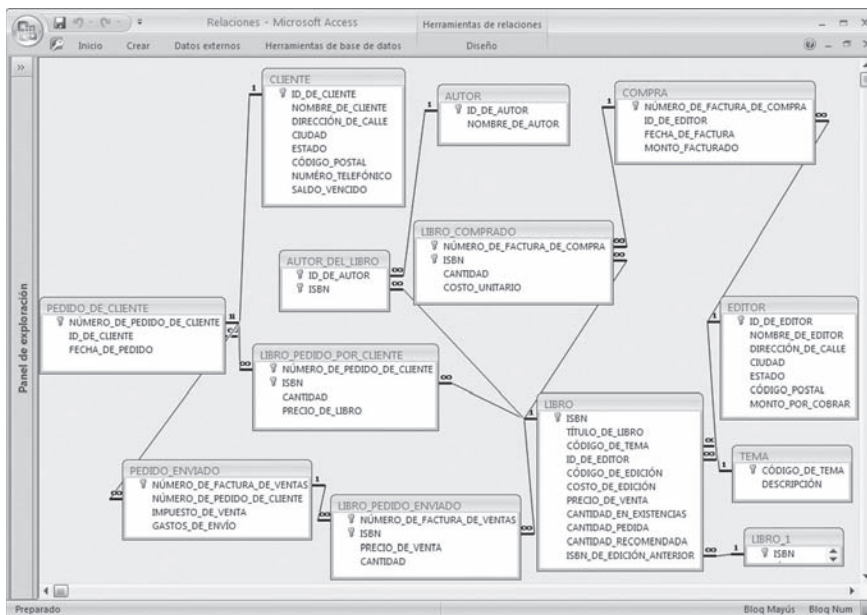 Relaciones - Microsoft Access
Herramientas de relaciones
Inicio
Crear
Datos externos
Herramientas de base de datos
Diseño
»
Panel de exploración
CLIENTE
ID_DE_CLIENTE
NOMBRE_DE_CLIENTE
DIRECCIÓN_DE_CALLE
CIUDAD
ESTADO
CÓDIGO_POSTAL
NUMÉRO_TELEFÓNICO
SALDO_VENCIDO
AUTOR
ID_DE_AUTOR
NOMBRE_DE_AUTOR
COMPRA
NÚMERO_DE_FACTURA_DE_COMPRA
ID_DE_EDITOR
FECHA_DE_FACTURA
MONTO_FACTURADO
LIBRO_COMPRADO
NÚMERO_DE_FACTURA_DE_COMPRA
ISBN
CANTIDAD
COSTO_UNITARIO
AUTOR_DEL_LIBRO
ID_DE_AUTOR
ISBN
PEDIDO_DE_CLIENTE
NÚMERO_DE_PEDIDO_DE_CLIENTE
ID_DE_CLIENTE
FECHA_DE_PEDIDO
EDITOR
ID_DE_EDITOR
NOMBRE_DE_EDITOR
DIRECCIÓN_DE_CALLE
CIUDAD
ESTADO
CÓDIGO_POSTAL
MONTO_POR_COBRAR
LIBRO_PEDIDO_POR_CLIENTE
NÚMERO_DE_PEDIDO_DE_CLIENTE
ISBN
CANTIDAD
PRECIO_DE_LIBRO
LIBRO
ISBN
TÍTULO_DE_LIBRO
CÓDIGO_DE_TEMA
ID_DE_EDITOR
CÓDIGO_DE_EDICIÓN
COSTO_DE_EDICIÓN
PRECIO_DE_VENTA
CANTIDAD_EN_EXISTENCIAS
CANTIDAD_PEDIDA
CANTIDAD_RECOMENDADA
ISBN_DE_EDICIÓN_ANTERIOR
TEMA
CÓDIGO_DE_TEMA
DESCRIPCIÓN
PEDIDO_ENVIADO
NÚMERO_DE_FACTURA_DE_VENTAS
NÚMERO_DE_PEDIDO_DE_CLIENTE
IMPUESTO_DE_VENTA
GASTOS_DE_ENVÍO
LIBRO_PEDIDO_ENVIADO
NÚMERO_DE_FACTURA_DE_VENTAS
ISBN
PRECIO_DE_VENTA
CANTIDAD
LIBRO_1
ISBN
Preparado
Bloq Mayús
Bloq Num